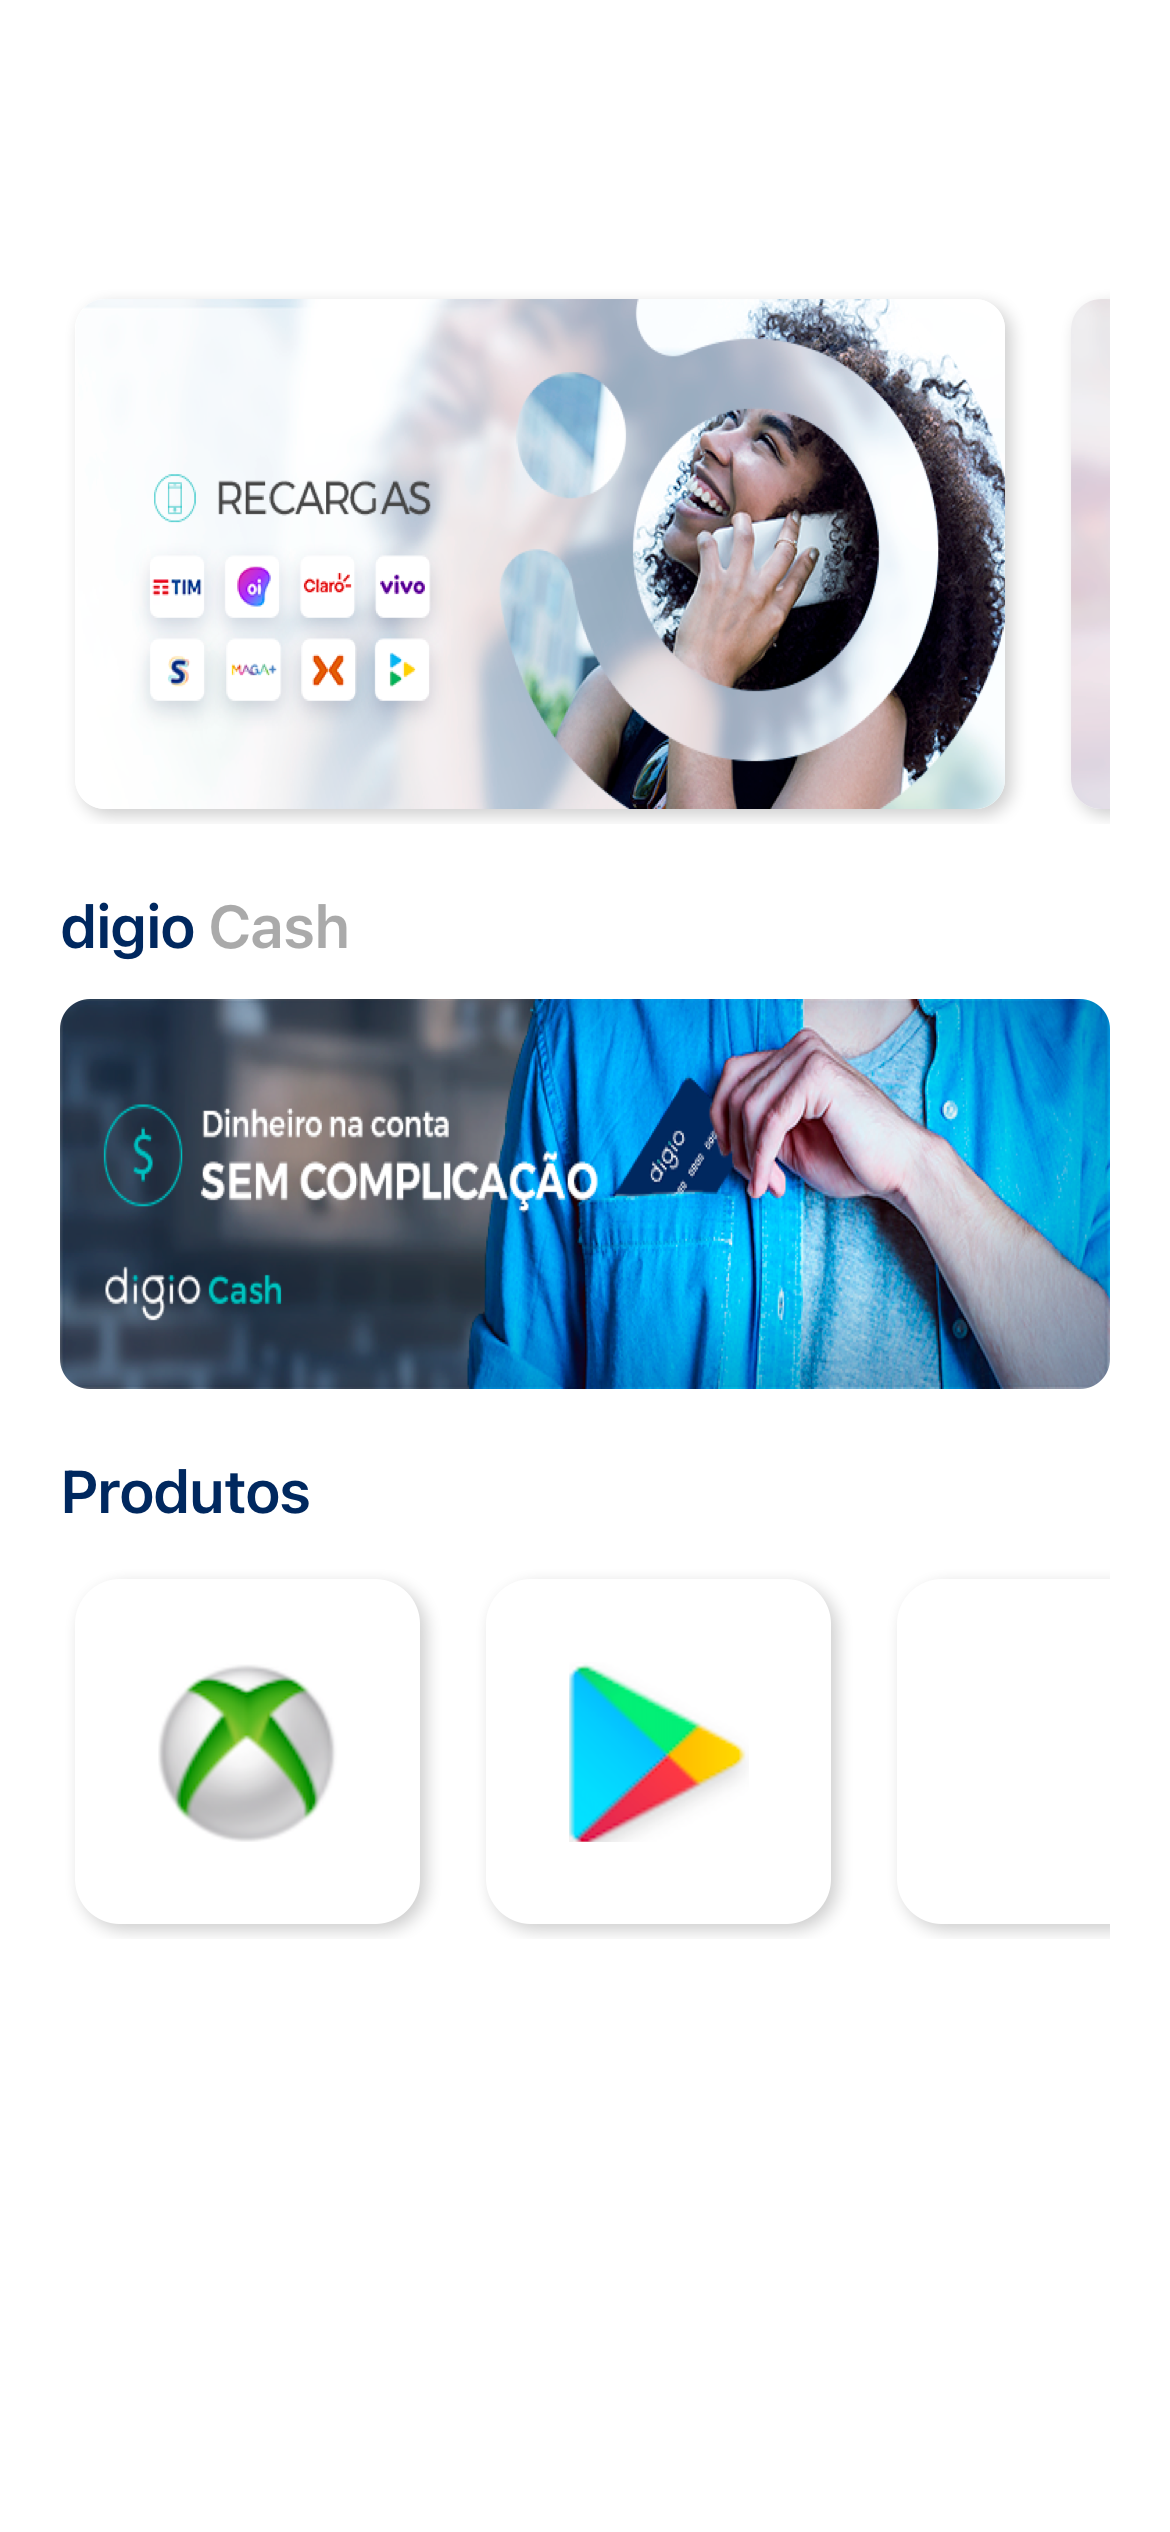 RECARGAS
TIM
oi
Claro
vivo
S
MAGA+
digio Cash
Dinheiro na conta
SEM COMPLICAÇÃO
digio
digio Cash
Produtos